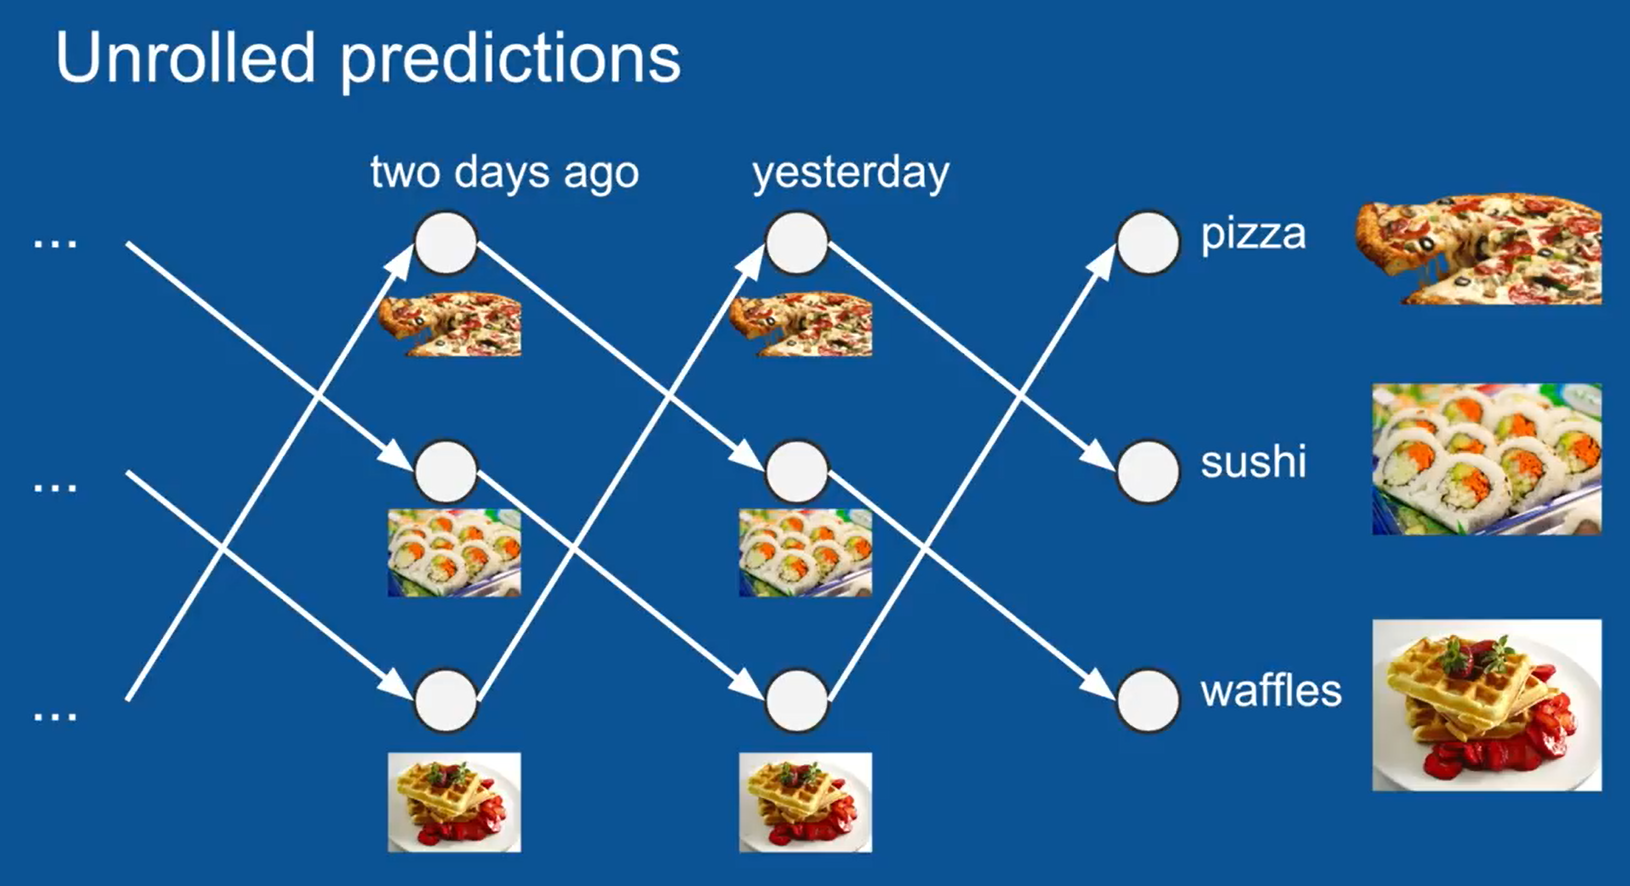 Unrolled predictions
two days ago
yesterday
...
pizza
...
sushi
...
waffles